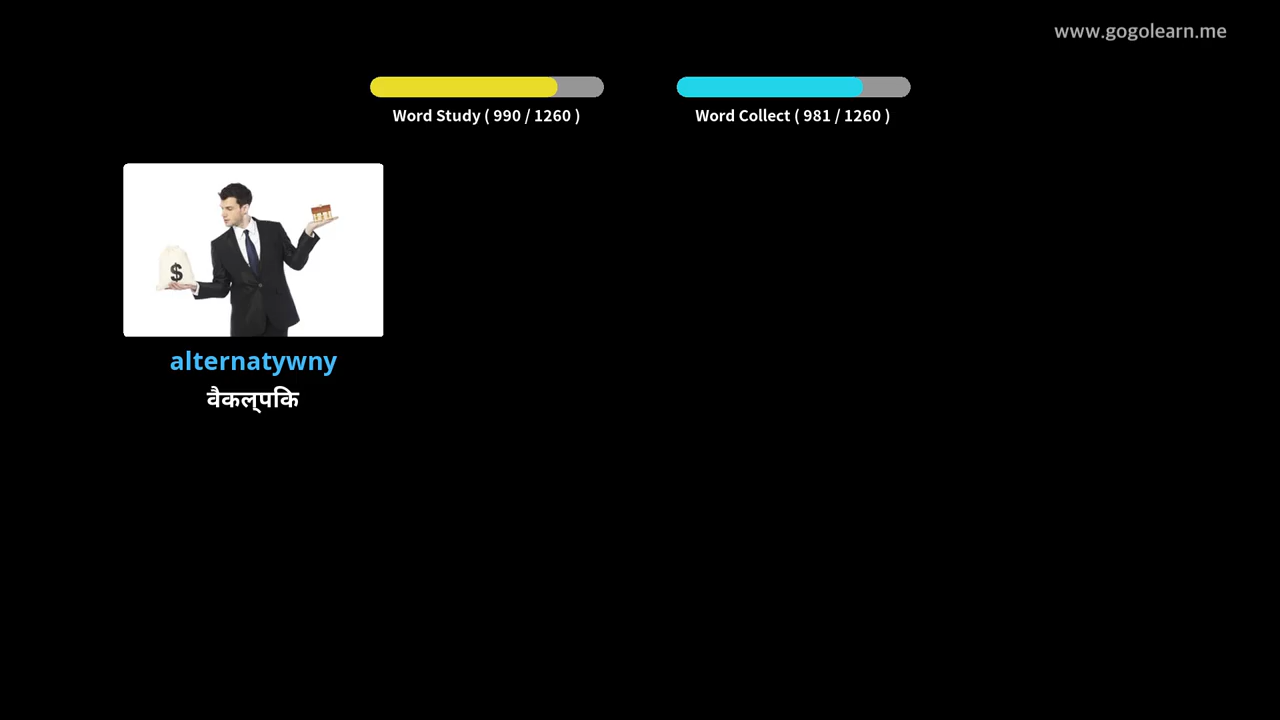 www.gogolearn.me
Word Study ( 990 / 1260 )
Word Collect ( 981 / 1260 )
$
alternatywny
वैकल्पकि